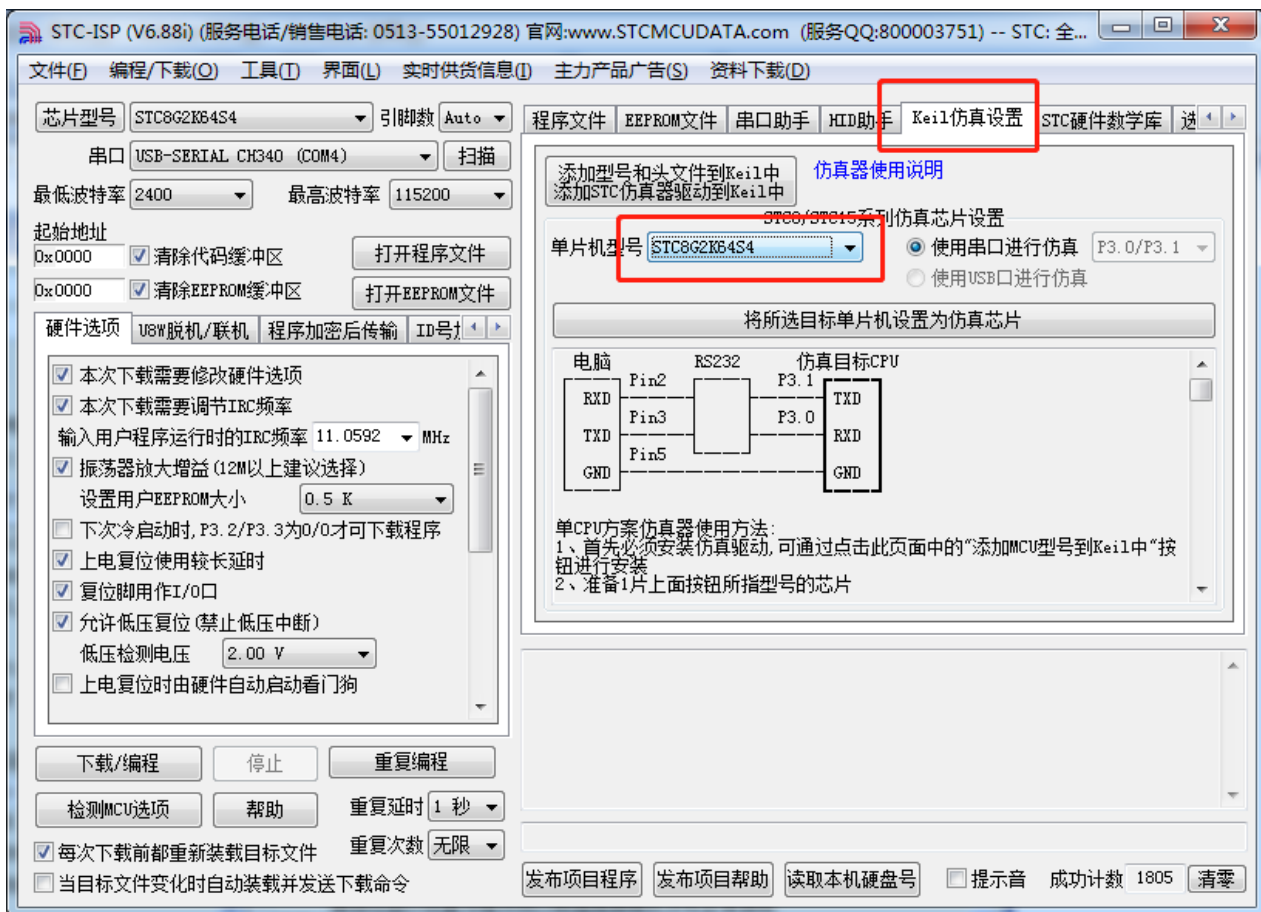 STC-ISP (V6.88i) (服务电话/销售电话: 0513-55012928) 官网:www.STCMCUDATA.com (服务QQ:800003751) -- STC: 全...
文件(F) 编程/下载(O) 工具(T) 界面(L) 实时供货信息(I) 主力产品广告(S) 资料下载(D)
芯片型号 STC8G2K64S4 引脚数 Auto
串口 USB-SERIAL CH340 (COM4) 扫描
最低波特率 2400 最高波特率 115200
起始地址
0x0000 清除代码缓冲区 打开程序文件
0x0000 清除EEPROM缓冲区 打开EEPROM文件
硬件选项 U8W脱机/联机 程序加密后传输 ID号
本次下载需要修改硬件选项
本次下载需要调节IRC频率
输入用户程序运行时的IRC频率 11.0592 MHz
振荡器放大增益(12M以上建议选择)
设置用户EEPROM大小 0.5 K
下次冷启动时,P3.2/P3.3为0/0才可下载程序
上电复位使用较长延时
复位脚用作I/O口
允许低压复位(禁止低压中断)
低压检测电压 2.00 V
上电复位时由硬件自动启动看门狗
下载/编程 停止 重复编程
检测MCU选项 帮助 重复延时 1 秒
每次下载前都重新装载目标文件 重复次数 无限
当目标文件变化时自动装载并发送下载命令
程序文件 EEPROM文件 串口助手 HID助手 Keil仿真设置 STC硬件数学库
添加型号和头文件到Keil中
添加STC仿真器驱动到Keil中
仿真器使用说明
STC8/STC15系列仿真芯片设置
单片机型号 STC8G2K64S4 使用串口进行仿真 P3.0/P3.1
使用USB口进行仿真
将所选目标单片机设置为仿真芯片
电脑 RS232 仿真目标CPU
RXD Pin2 P3.1 TXD
TXD Pin3 P3.0 RXD
GND Pin5 GND
单CPU方案仿真器使用方法:
1、首先必须安装仿真驱动,可通过点击此页面中的"添加MCU型号到Keil中"按
钮进行安装
2、准备1片上面按钮所指型号的芯片
发布项目程序 发布项目帮助 读取本机硬盘号 提示音 成功计数 1805 清零